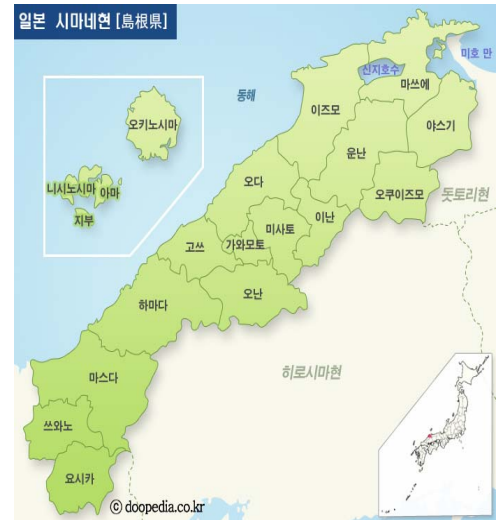 일본 시마네현 [島根県]
미호 만
신지호수
마쓰에
동해
이즈모
오키노시마
야스기
운난
오다
오쿠이즈모
니시노시마
아마
돗토리현
이난
미사토
지부
고쓰
가와모토
오난
하마다
히로시마현
마스다
쓰와노
요시카
ⓒ doopedia.co.kr